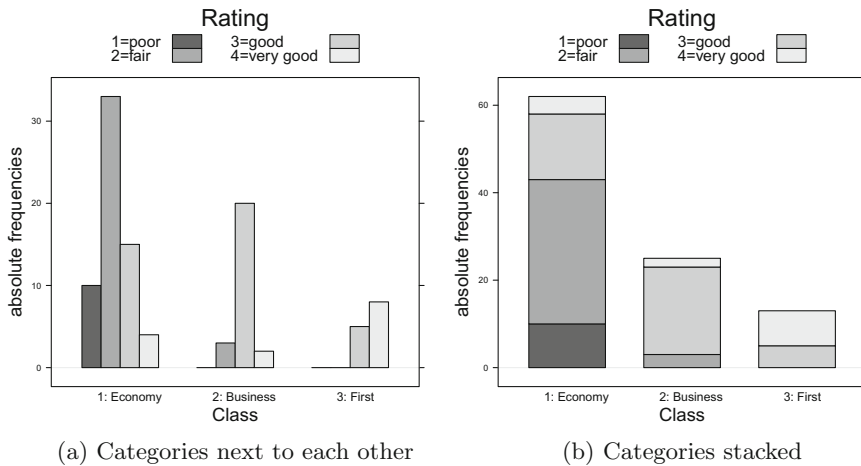 Rating
1=poor 3=good
2=fair 4=very good
absolute frequencies
30
20
10
0
1: Economy 2: Business 3: First
Class
(a) Categories next to each other
Rating
1=poor 3=good
2=fair 4=very good
absolute frequencies
60
40
20
0
1: Economy 2: Business 3: First
Class
(b) Categories stacked